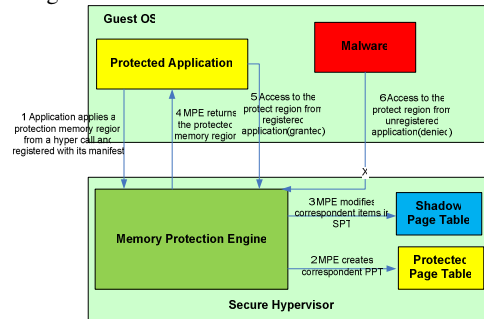 Guest OS
Protected Application
Malware
1 Application applies a
protection memory region
from a hyper call and
registered with its manifest
4 MPE returns
the protected
memory region
5 Access to the
protect region from
registered
application(granted)
6 Access to the
protect region from
unregistered
application(denied)
X
Memory Protection Engine
3 MPE modifies
correspondent items in
SPT
Shadow
Page Table
2 MPE creates
correspondent PPT
Protected
Page Table
Secure Hypervisor